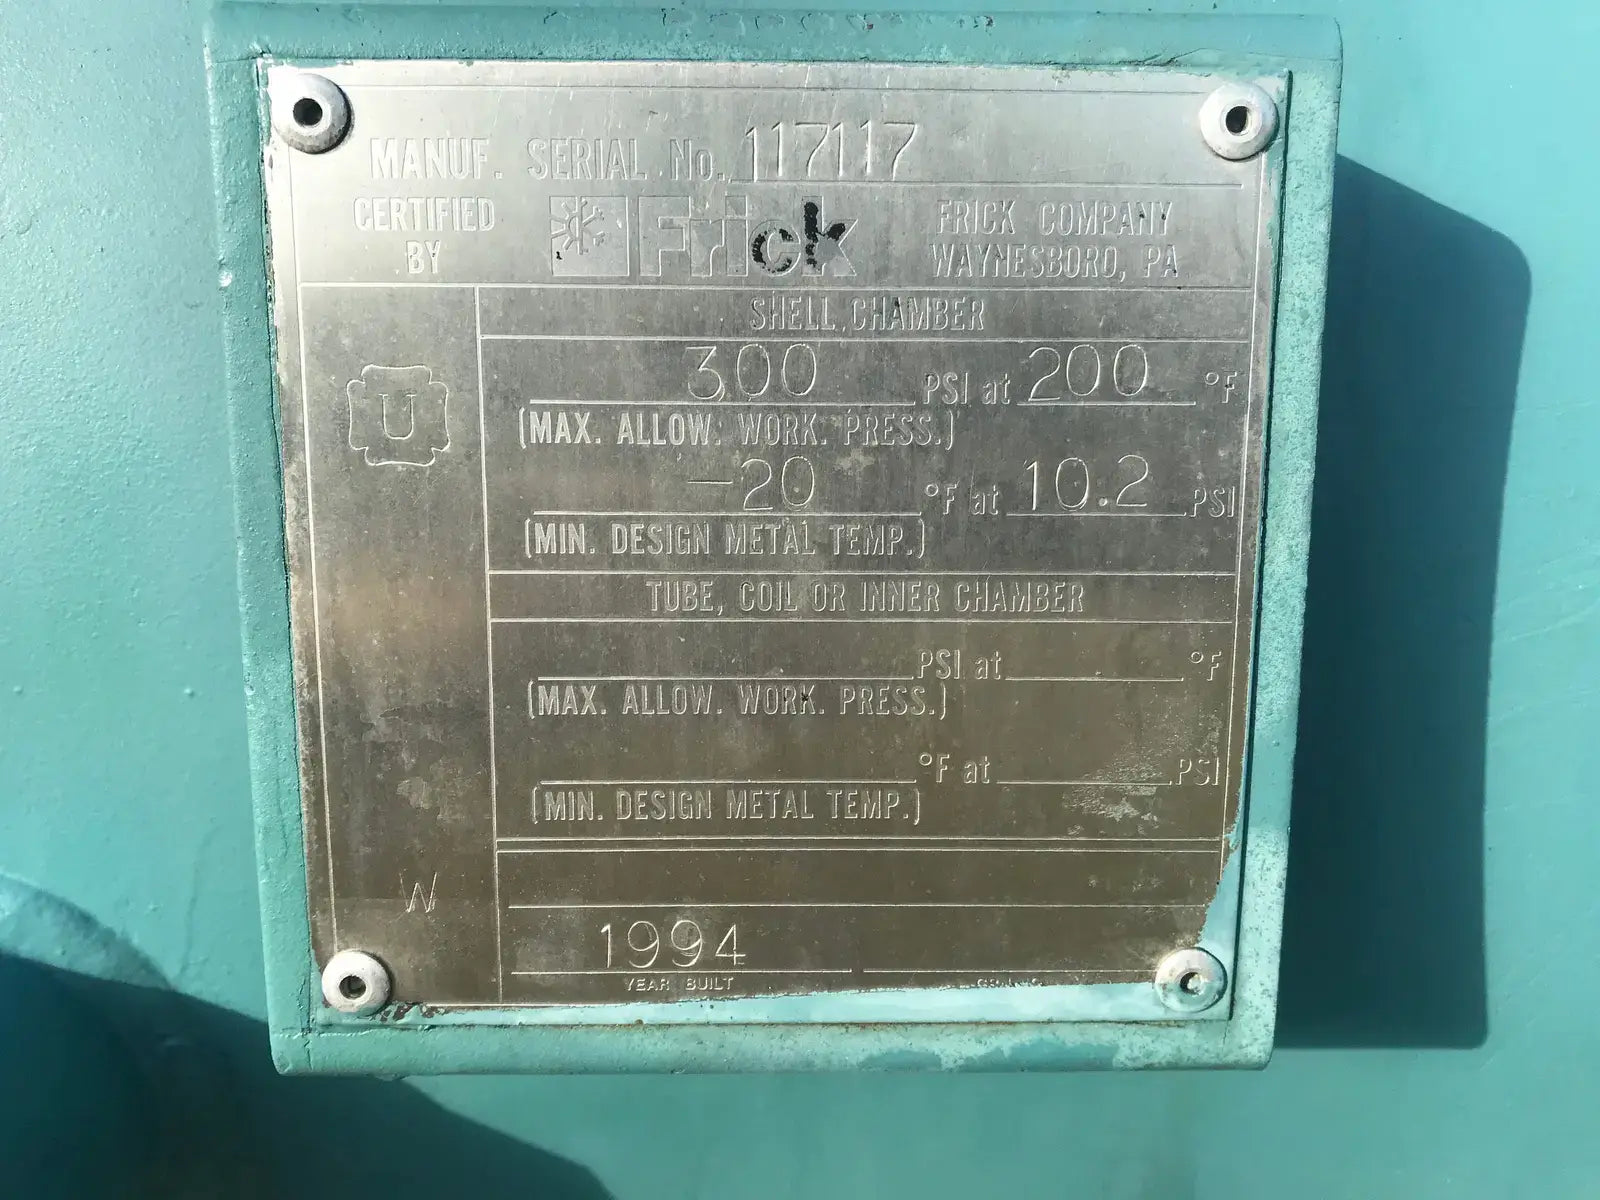 MANUF. SERIAL No. 117117
CERTIFIED BY
Frick
FRICK COMPANY
WAYNESBORO, PA
SHELL CHAMBER
U
300 PSI at 200 °F
(MAX. ALLOW. WORK. PRESS.)
-20 °F at 10.2 PSI
(MIN. DESIGN METAL TEMP.)
TUBE, COIL OR INNER CHAMBER
PSI at °F
(MAX. ALLOW. WORK. PRESS.)
°F at PSI
(MIN. DESIGN METAL TEMP.)
W
1994
YEAR BUILT